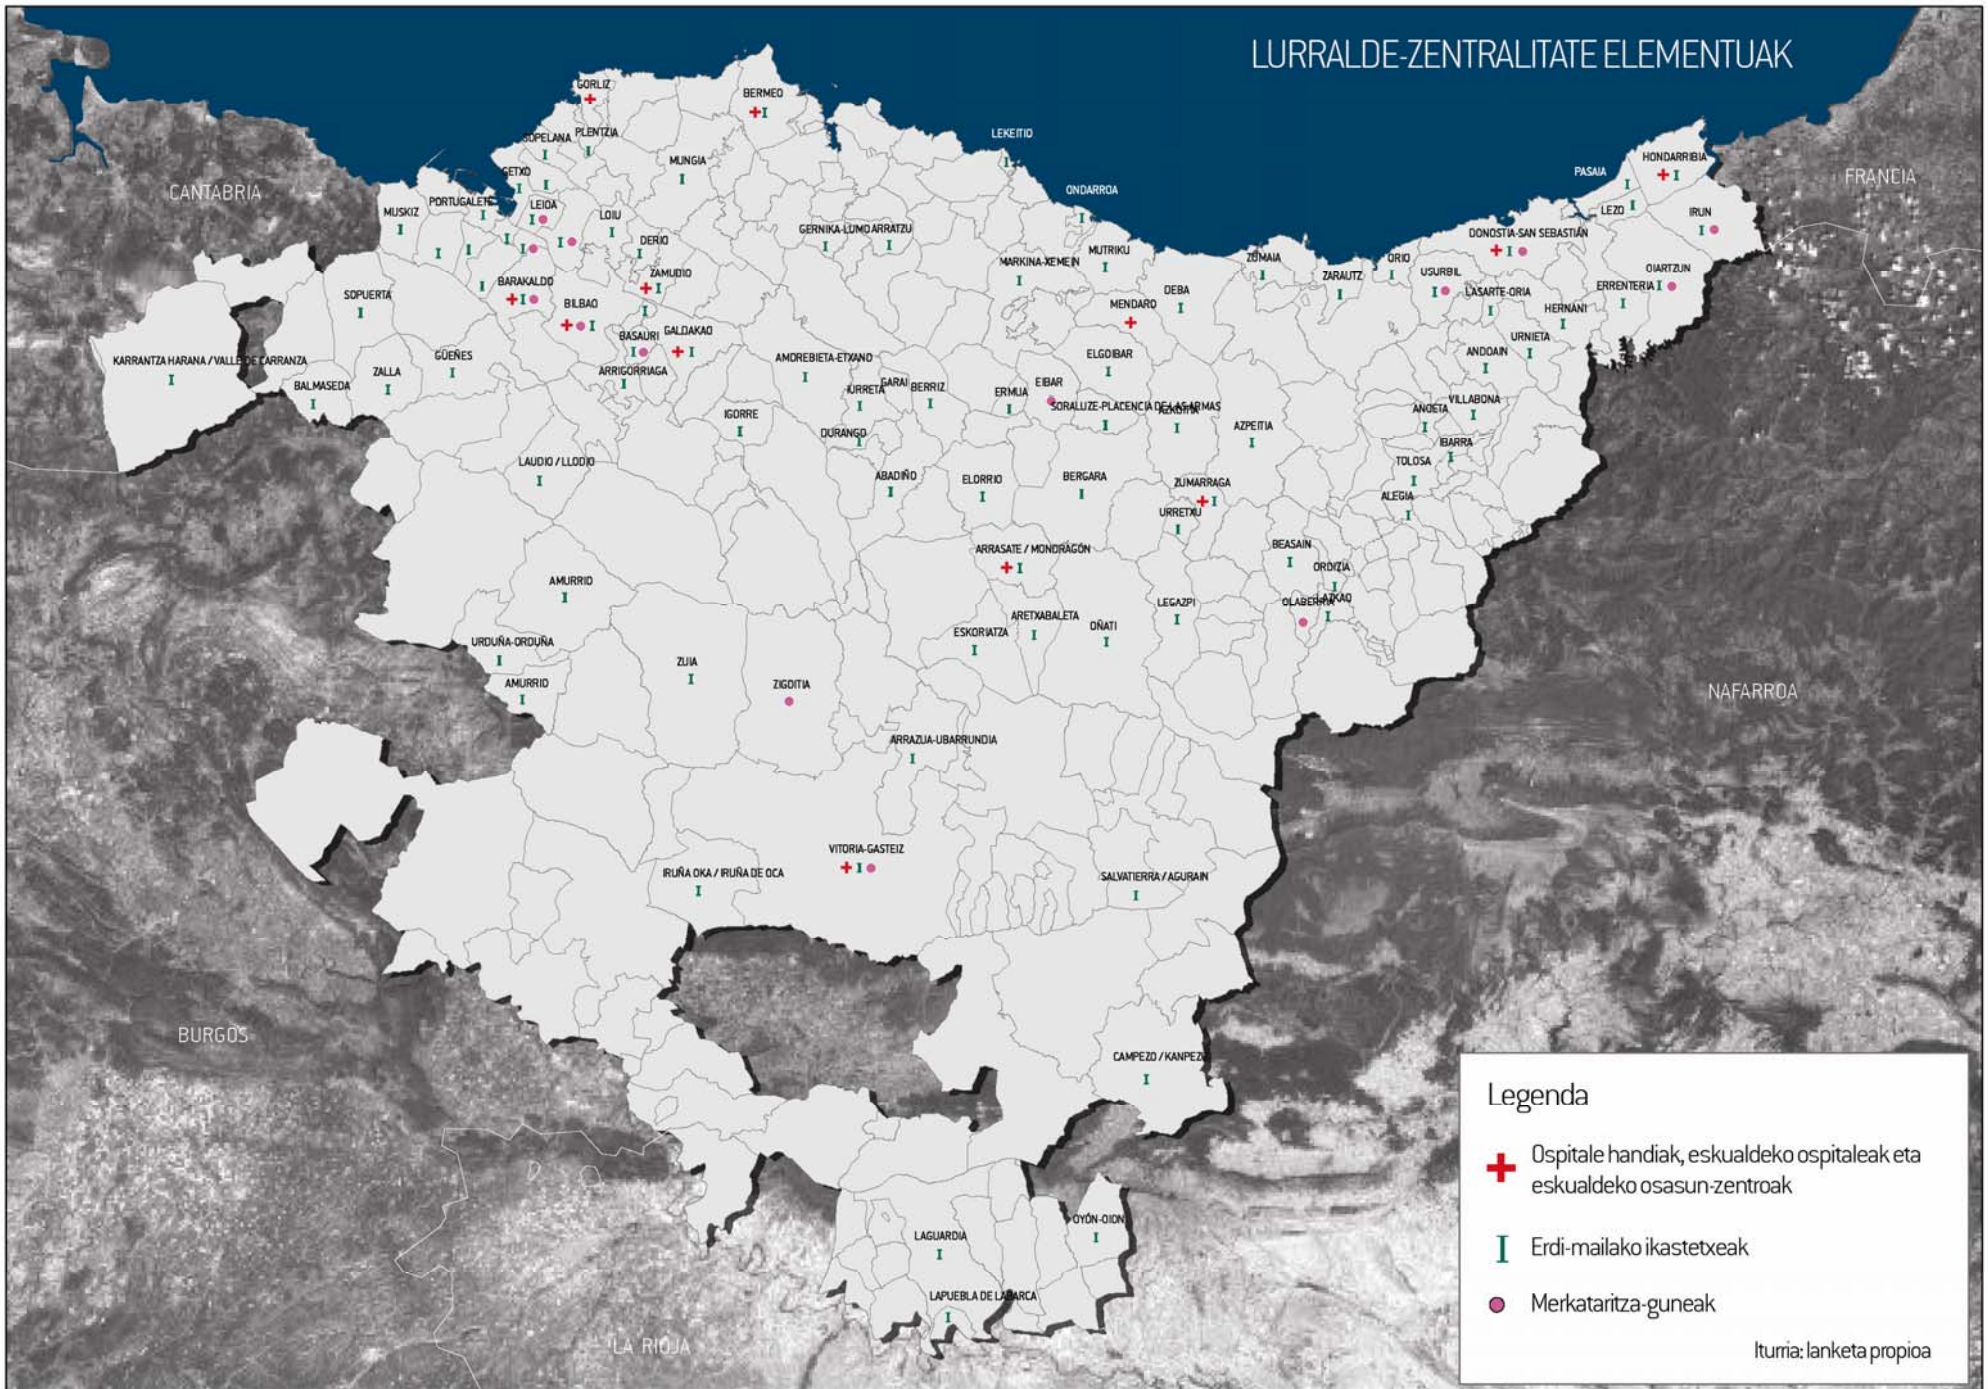 LURRALDE-ZENTRALITATE ELEMENTUAK
GORLIZ
BERMEO
SOPELANA
PLENTZIA
LEKEITIO
MUNGIA
HONDARRIBIA
PASAIA
FRANCIA
GETXO
CANTABRIA
ONDARROA
PORTUGALETE
LEIOA
MUSKIZ
LOIU
LEZO
IRUN
GERNIKA-LUMO
ARRATZU
DONOSTIA-SAN SEBASTIÁN
DERIO
MUTRIKU
MARKINA-XEMEIN
ZUMAIA
ORIO
ZAMUDIO
ZARAUTZ
USURBIL
OIARTZUN
BARAKALDO
ERRENTERIA
SOPUERTA
DEBA
LASARTE-ORIA
BILBAO
MENDARO
HERNANI
BASAURI
GALDAKAO
URNIETA
KARRANTZA HARANA / VALLE DE CARRANZA
GÜEÑES
AMOREBIETA-ETXANO
ELGOIBAR
ANDOAIN
BALMASEDA
ZALLA
ARRIGORRIAGA
IURRETA
GARAI
BERRIZ
ERMUA
EIBAR
SORALUZE-PLACENCIA DE LAS ARMAS
AZKOITIA
VILLABONA
ANOETA
IGORRE
DURANGO
AZPEITIA
IBARRA
LAUDIO / LLODIO
TOLOSA
ABADIÑO
ELORRIO
BERGARA
ZUMARRAGA
ALEGIA
URRETXU
ARRASATE / MONDRAGÓN
BEASAIN
ORDIZIA
AMURRIO
LEGAZPI
OLABERRIA
LAZKAO
ARETXABALETA
ESKORIATZA
OÑATI
URDUÑA-ORDUÑA
ZUIA
AMURRIO
ZIGOITIA
NAFARROA
ARRAZUA-UBARRUNDIA
VITORIA-GASTEIZ
IRUÑA OKA / IRUÑA DE OCA
SALVATIERRA / AGURAIN
BURGOS
CAMPEZO / KANPEZU
Legenda
Ospitale handiak, eskualdeko ospitaleak eta
eskualdeko osasun-zentroak
Erdi-mailako ikastetxeak
Merkataritza-guneak
Iturria: lanketa propioa
OYÓN-OION
LAGUARDIA
LAPUEBLA DE LABARCA
LA RIOJA